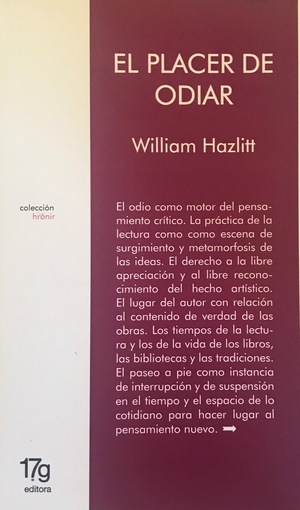 EL PLACER DE
ODIAR
William Hazlitt
colección
hrönir
El odio como motor del pensa-
miento crítico. La práctica de la
lectura como como escena de
surgimiento y metamorfosis de
las ideas. El derecho a la libre
apreciación y al libre recono-
cimiento del hecho artístico.
El lugar del autor con relación
al contenido de verdad de las
obras. Los tiempos de la lectu-
ra y los de la vida de los libros,
las bibliotecas y las tradiciones.
El paseo a pie como instancia
de interrupción y de suspensión
en el tiempo y el espacio de lo
cotidiano para hacer lugar al
pensamiento nuevo. ➡
17g
editora